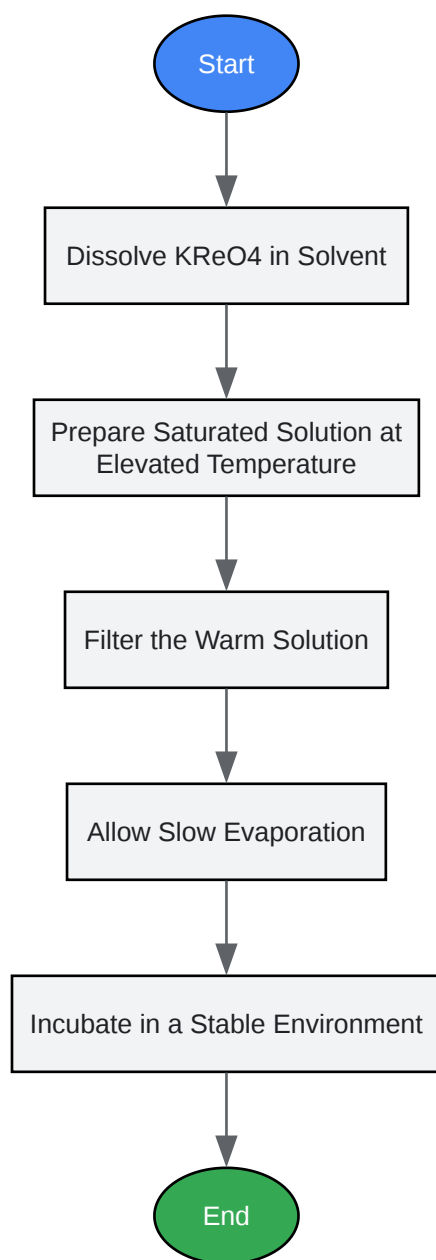 Start
Dissolve KReO4 in Solvent
Prepare Saturated Solution at
Elevated Temperature
Filter the Warm Solution
Allow Slow Evaporation
Incubate in a Stable Environment
End